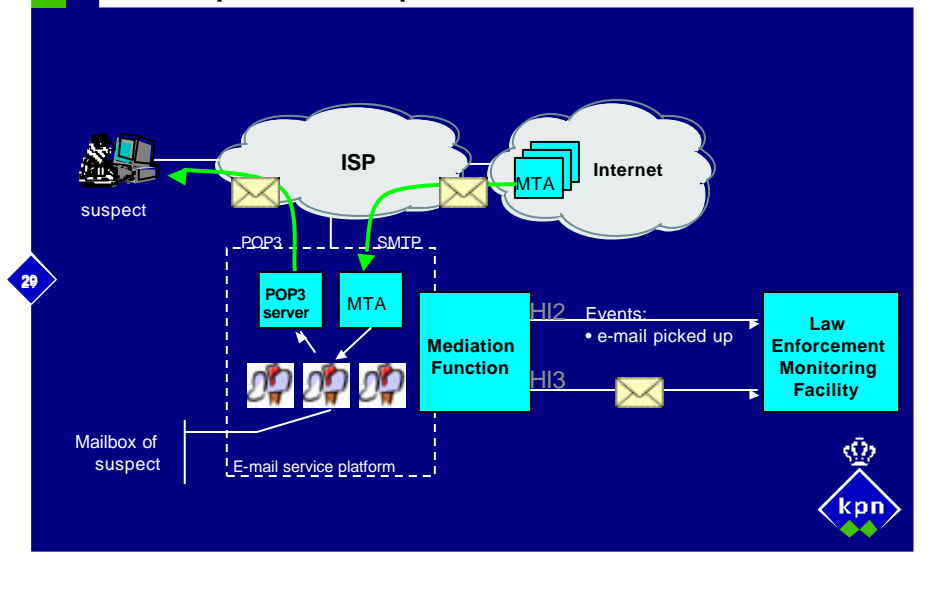 ISP
Internet
MTA
suspect
POP3
SMTP
29
POP3
server
MTA
HI2
Events:
• e-mail picked up
Mediation
Function
Law
Enforcement
Monitoring
Facility
HI3
Mailbox of
suspect
E-mail service platform
kpn